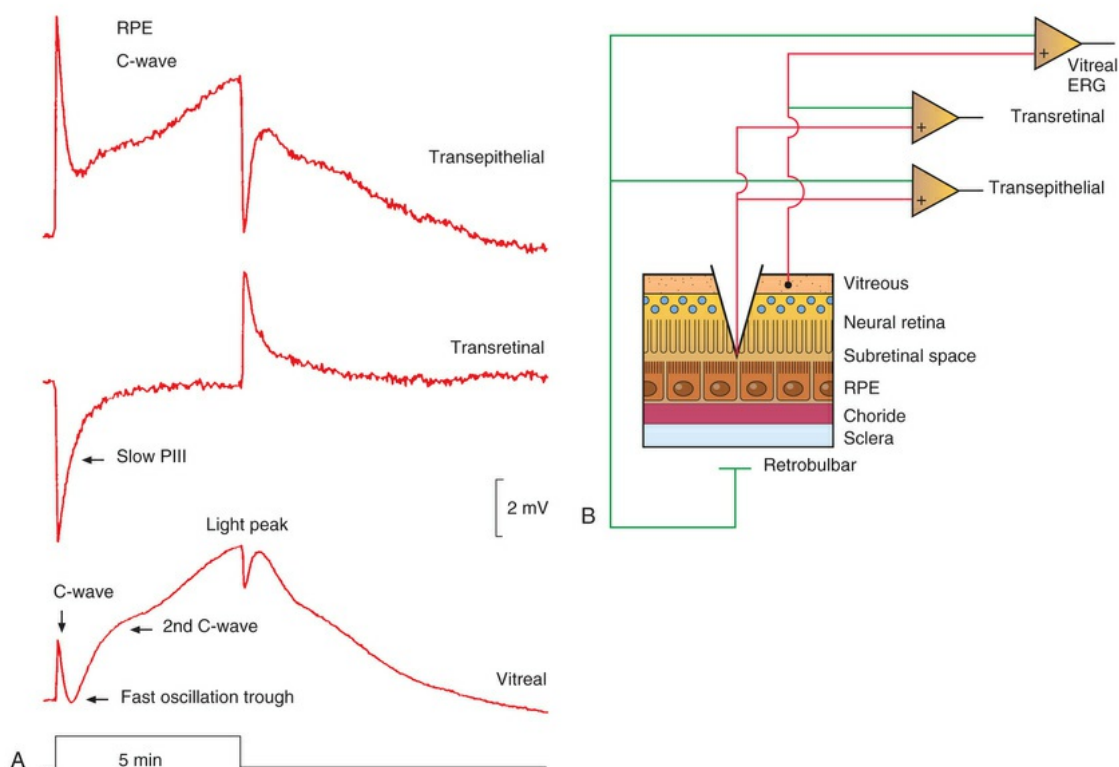 RPE
C-wave
Transepithelial
Transretinal
Slow PIII
2 mV
Light peak
C-wave
2nd C-wave
Vitreal
Fast oscillation trough
A
5 min
+
Vitreal
ERG
Transretinal
+
Transepithelial
+
Vitreous
Neural retina
Subretinal space
RPE
Choride
Sclera
Retrobulbar
B